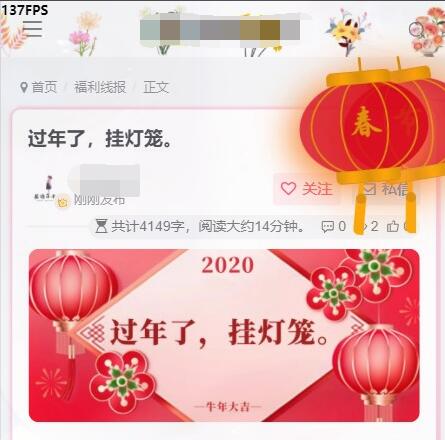 137FPS
首页 / 福利线报 / 正文
过年了，挂灯笼。
刚刚发布
关注
私信
共计4149字，阅读大约14分钟。 0 2 0
春
2020
过年了，挂灯笼。
—牛年大吉—